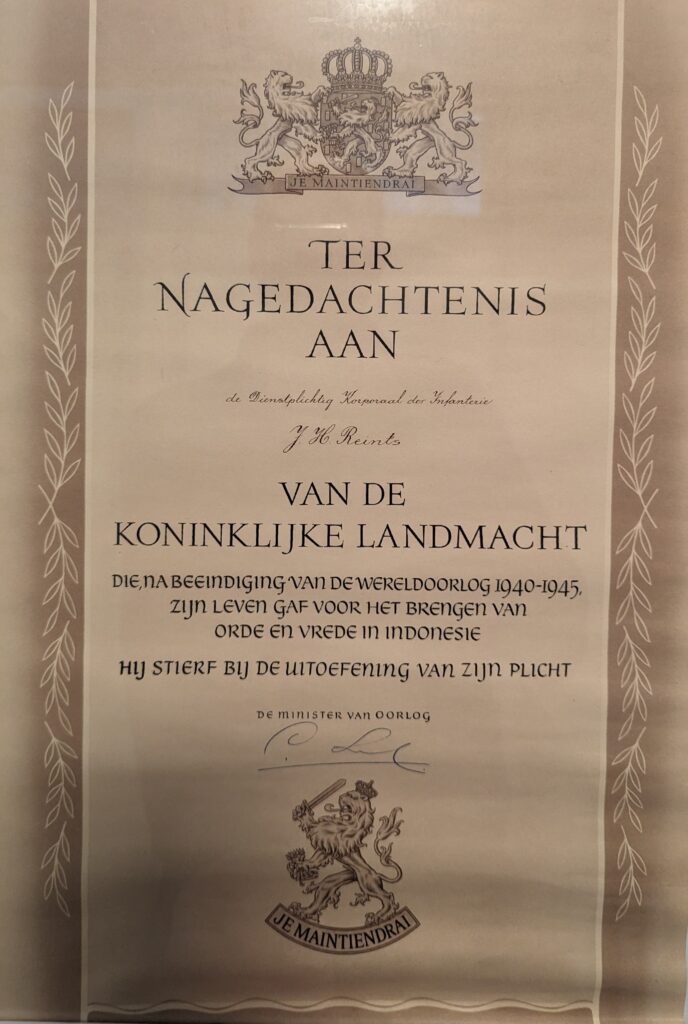 JE MAINTIENDRAI
TER
NAGEDACHTENIS
AAN
de Dienstplichtig Korporaal der Infanterie
J. H. Reints
VAN DE
KONINKLIJKE LANDMACHT
DIE, NA BEEINDIGING VAN DE WERELDOORLOG 1940-1945,
ZIJN LEVEN GAF VOOR HET BRENGEN VAN
ORDE EN VREDE IN INDONESIE
HIJ STIERF BIJ DE UITOEFENING VAN ZIJN PLICHT
DE MINISTER VAN OORLOG
JE MAINTIENDRAI